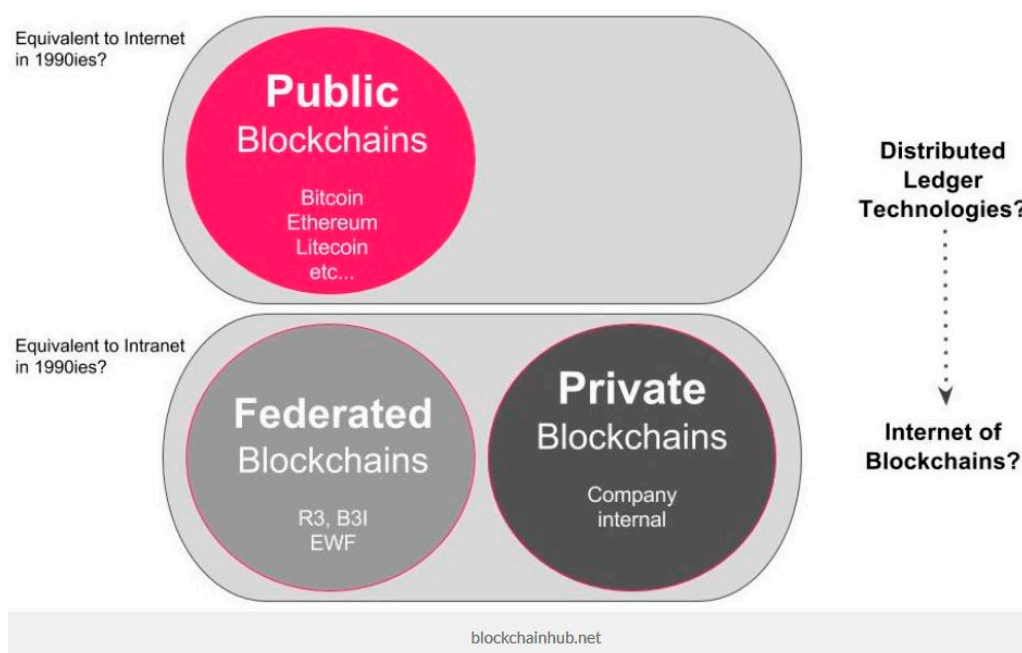 Equivalent to Internet
in 1990ies?
Public
Blockchains
Bitcoin
Ethereum
Litecoin
etc...
Distributed
Ledger
Technologies?
Equivalent to Intranet
in 1990ies?
Federated
Blockchains
R3, B3I
EWF
Private
Blockchains
Company
internal
Internet of
Blockchains?
blockchainhub.net